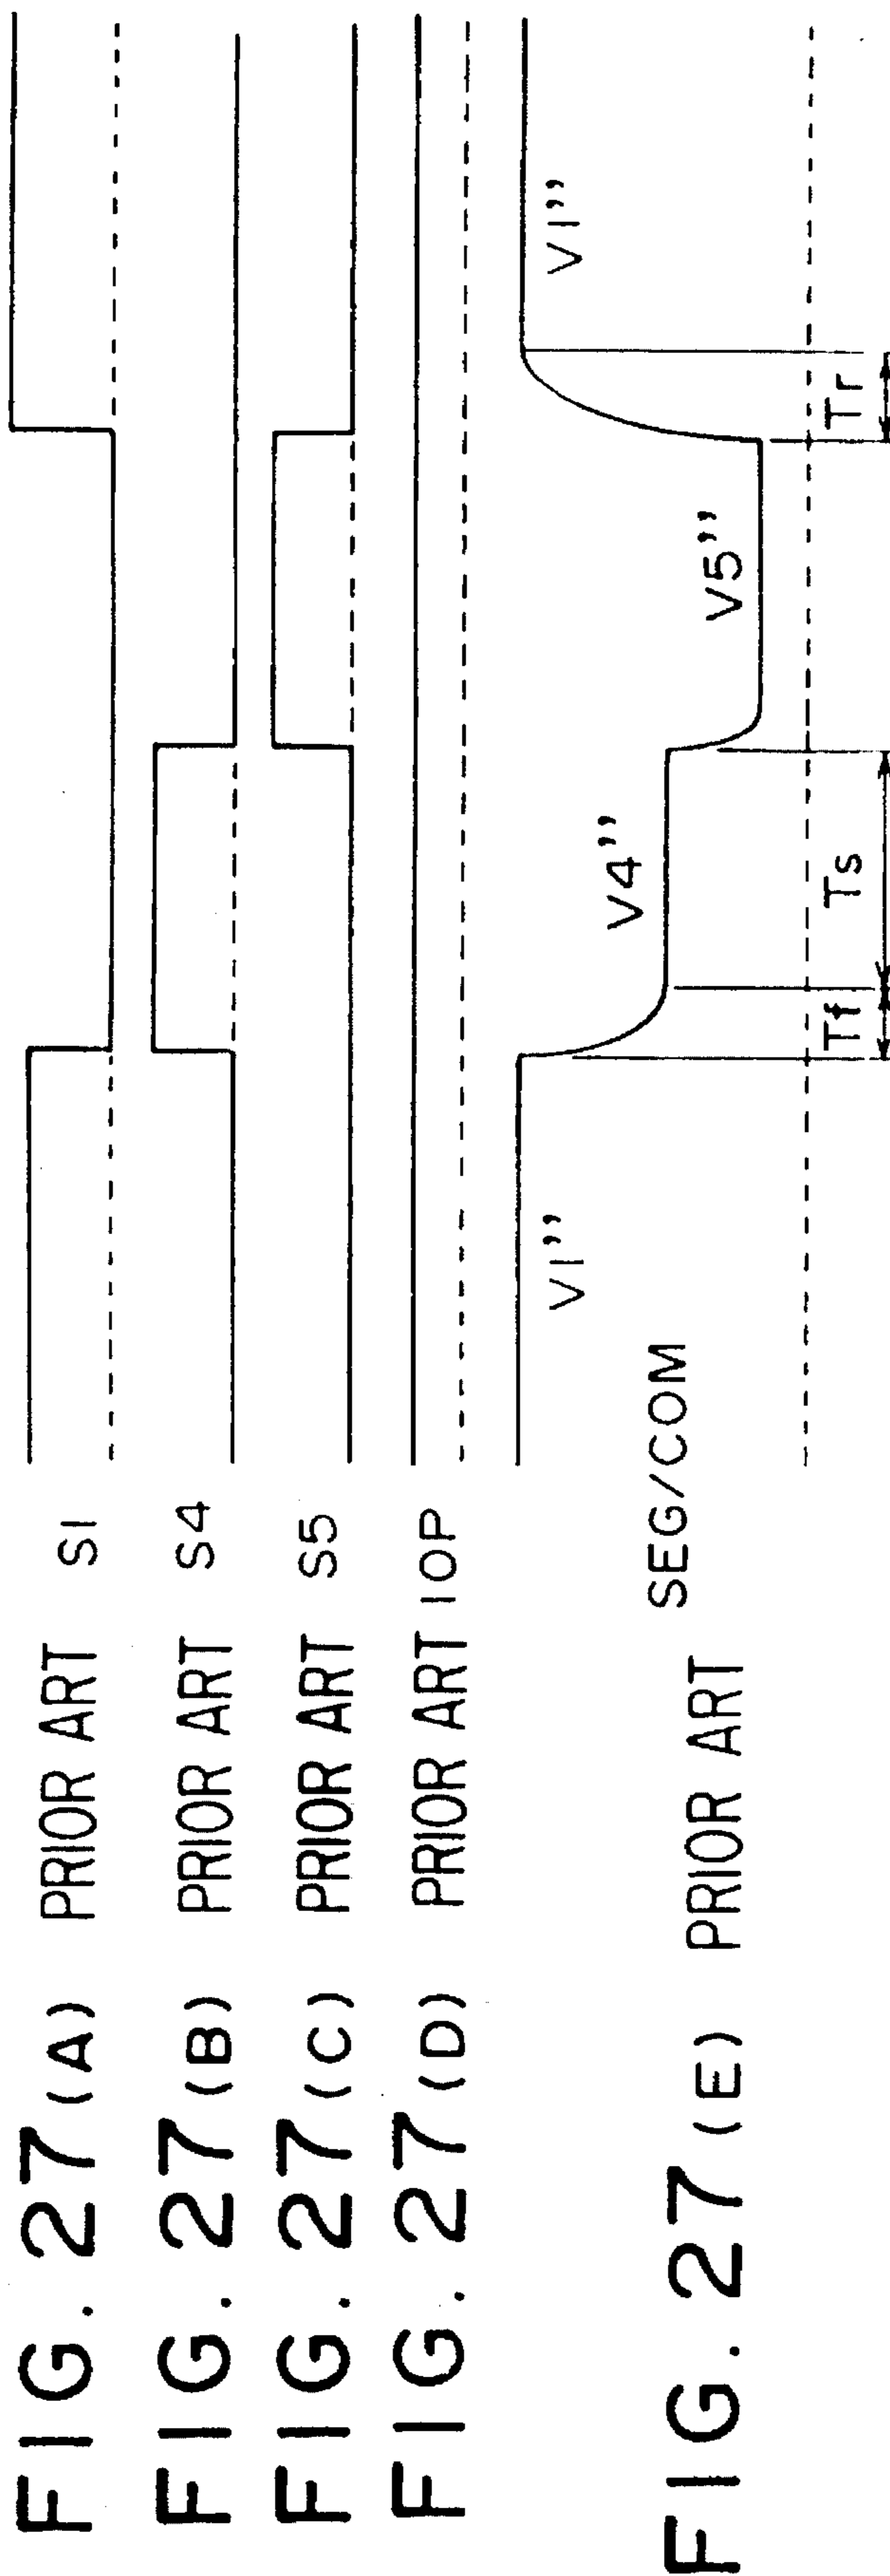 FIG. 27(A) PRIOR ART S1
FIG. 27(B) PRIOR ART S4
FIG. 27(C) PRIOR ART S5
FIG. 27(D) PRIOR ART IOP
FIG. 27(E) PRIOR ART
SEG/COM
V1" V4" V5" V1"
Tf Ts Tr